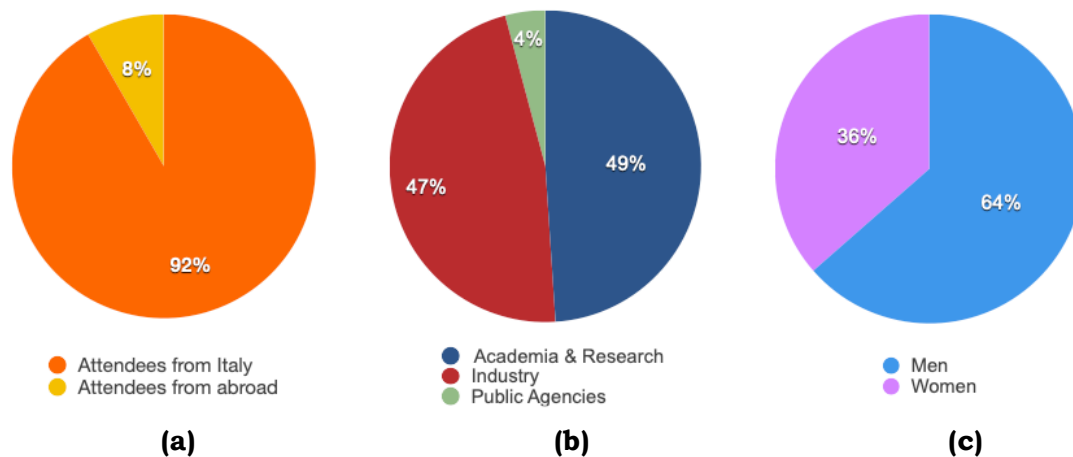 8%
92%
Attendees from Italy
Attendees from abroad
(a)
4%
49%
47%
Academia & Research
Industry
Public Agencies
(b)
36%
64%
Men
Women
(c)